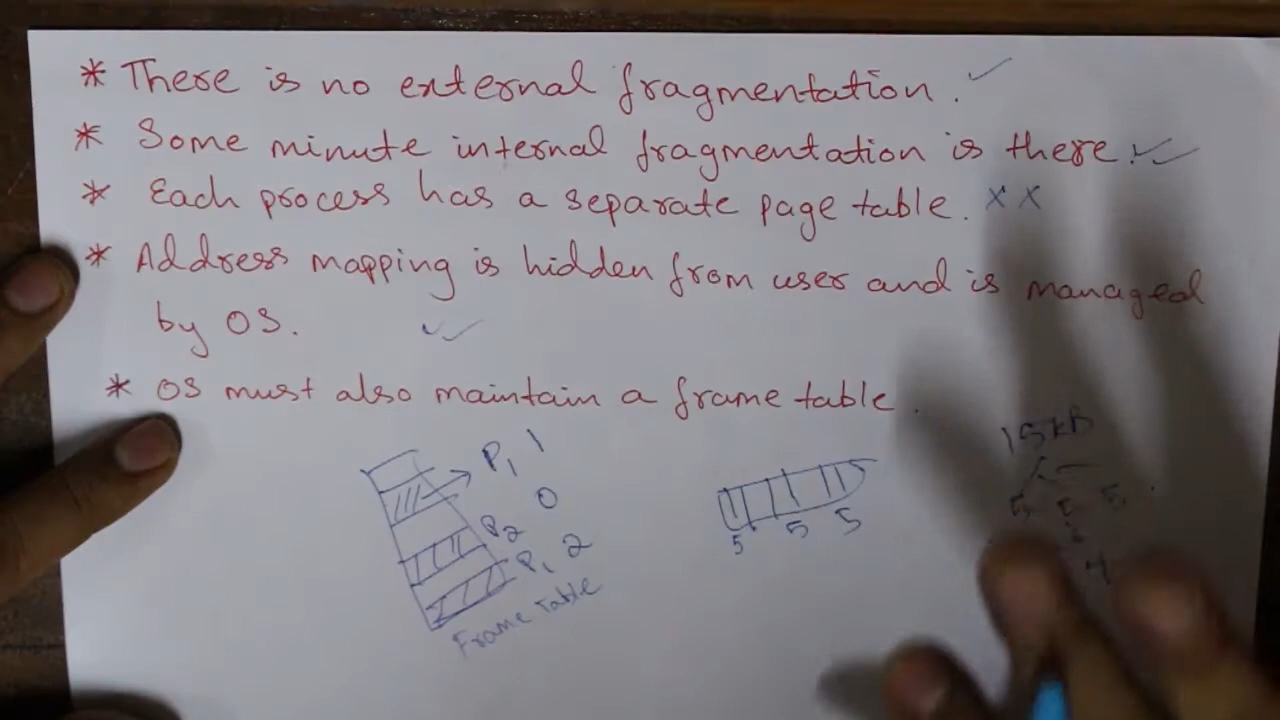 * There is no external fragmentation.
* Some minute internal fragmentation is there.
* Each process has a separate page table. x x
* Address mapping is hidden from user and is managed
by OS.
* OS must also maintain a frame table.
P1 1
P2 0
P1 2
Frame Table
5 5 5
15KB